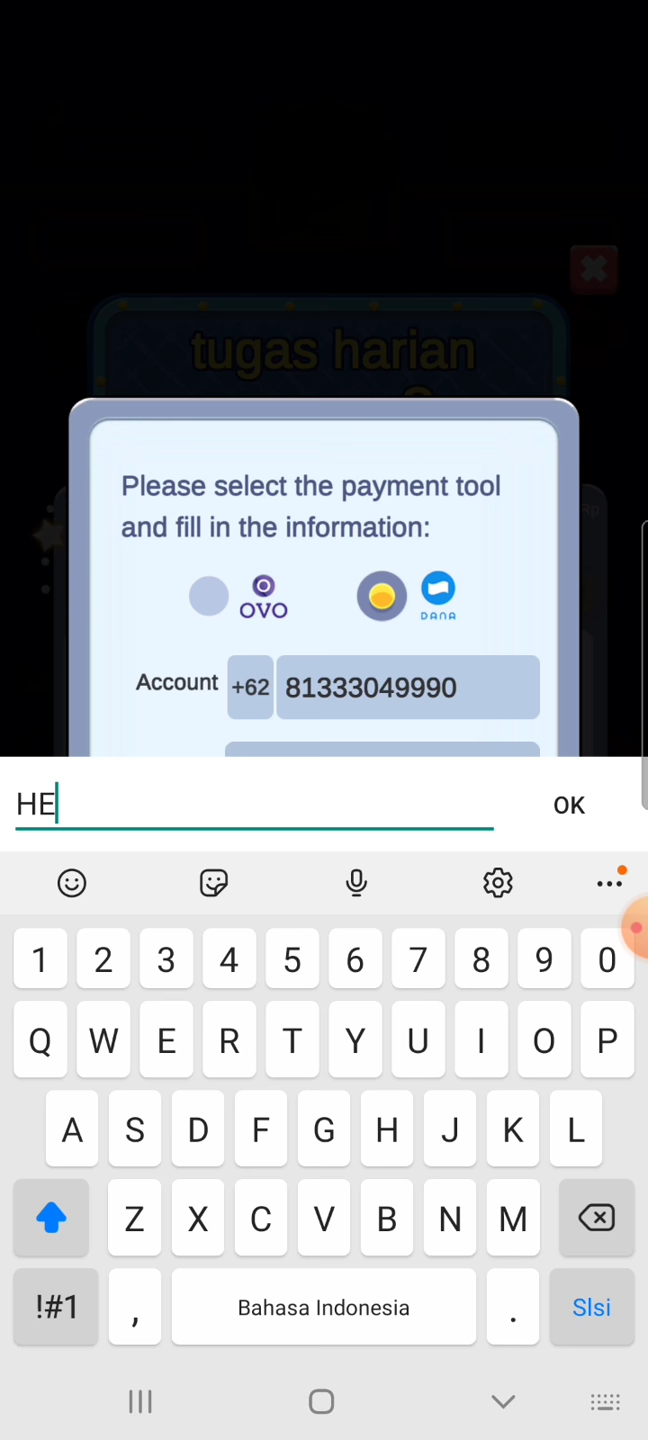 tugas harian
Rp
Please select the payment tool
and fill in the information:
OVO
DANA
Account +62 81333049990
HE
OK
1 2 3 4 5 6 7 8 9 0
Q W E R T Y U I O P
A S D F G H J K L
Z X C V B N M
!#1 , Bahasa Indonesia . Slsi